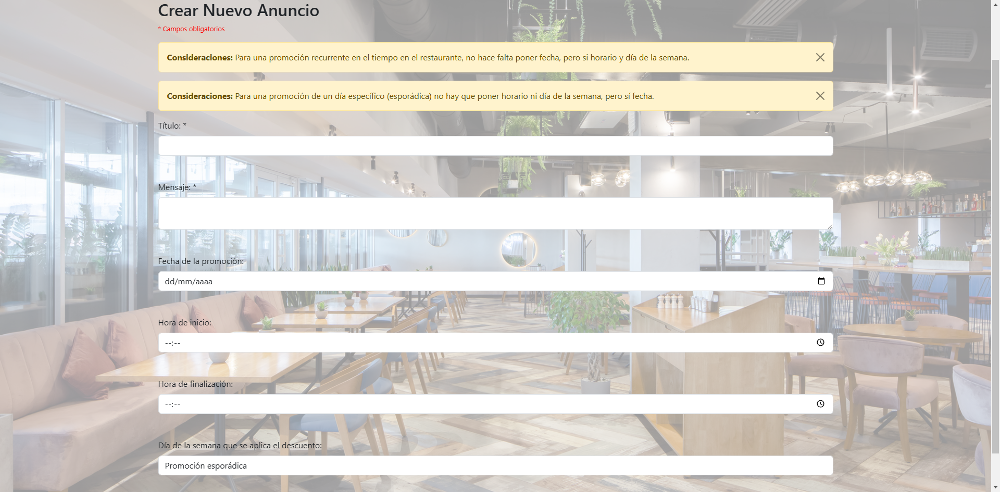 Crear Nuevo Anuncio
* Campos obligatorios
Consideraciones: Para una promoción recurrente en el tiempo en el restaurante, no hace falta poner fecha, pero si horario y día de la semana.
Consideraciones: Para una promoción de un día específico (esporádica) no hay que poner horario ni día de la semana, pero sí fecha.
Título: *
Mensaje: *
Fecha de la promoción:
dd/mm/aaaa
Hora de inicio:
--:--
Hora de finalización:
--:--
Día de la semana que se aplica el descuento:
Promoción esporádica